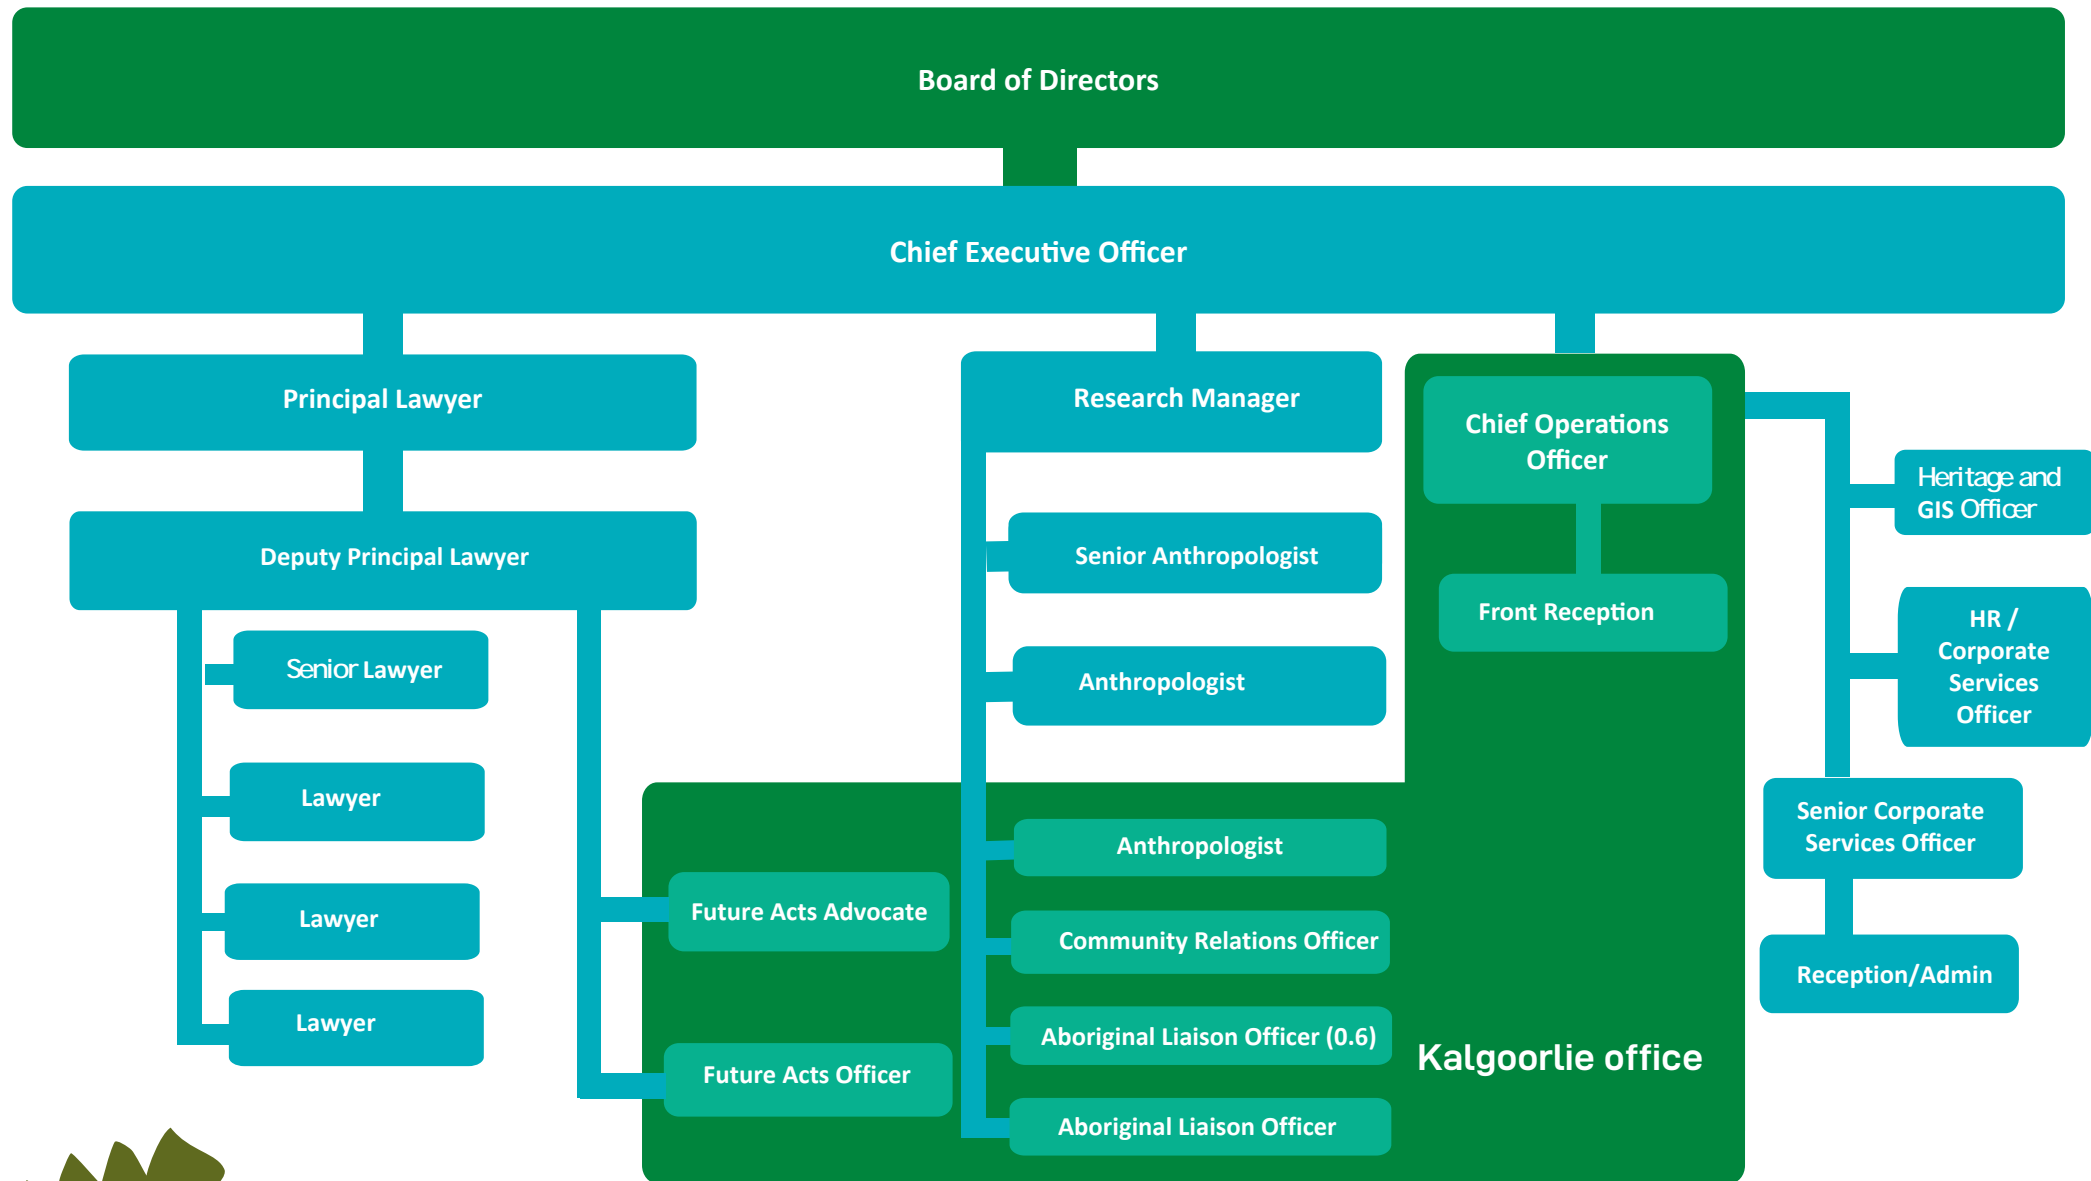 Board of Directors
Chief Executive Officer
Principal Lawyer
Deputy Principal Lawyer
Senior Lawyer
Lawyer
Lawyer
Lawyer
Future Acts Advocate
Future Acts Officer
Research Manager
Senior Anthropologist
Anthropologist
Anthropologist
Community Relations Officer
Aboriginal Liaison Officer (0.6)
Aboriginal Liaison Officer
Chief Operations
Officer
Front Reception
Kalgoorlie office
Heritage and
GIS Officer
HR /
Corporate
Services
Officer
Senior Corporate
Services Officer
Reception/Admin